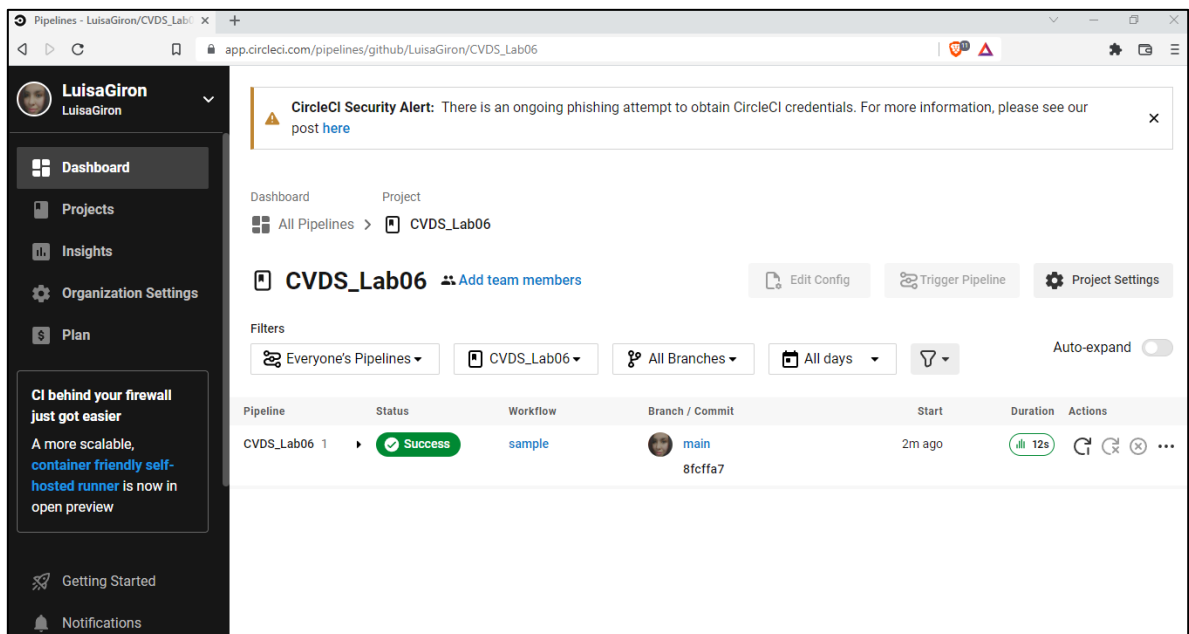 Pipelines - LuisaGiron/CVDS_Lab0
app.circleci.com/pipelines/github/LuisaGiron/CVDS_Lab06
LuisaGiron
LuisaGiron
Dashboard
Projects
Insights
Organization Settings
Plan
CI behind your firewall
just got easier
A more scalable,
container friendly self-
hosted runner is now in
open preview
Getting Started
Notifications
CircleCI Security Alert: There is an ongoing phishing attempt to obtain CircleCI credentials. For more information, please see our
post here
Dashboard Project
All Pipelines > CVDS_Lab06
CVDS_Lab06 Add team members Edit Config Trigger Pipeline Project Settings
Filters
Everyone's Pipelines CVDS_Lab06 All Branches All days Auto-expand
Pipeline Status Workflow Branch / Commit Start Duration Actions
CVDS_Lab06 1 Success sample main 2m ago 12s
8fcffa7